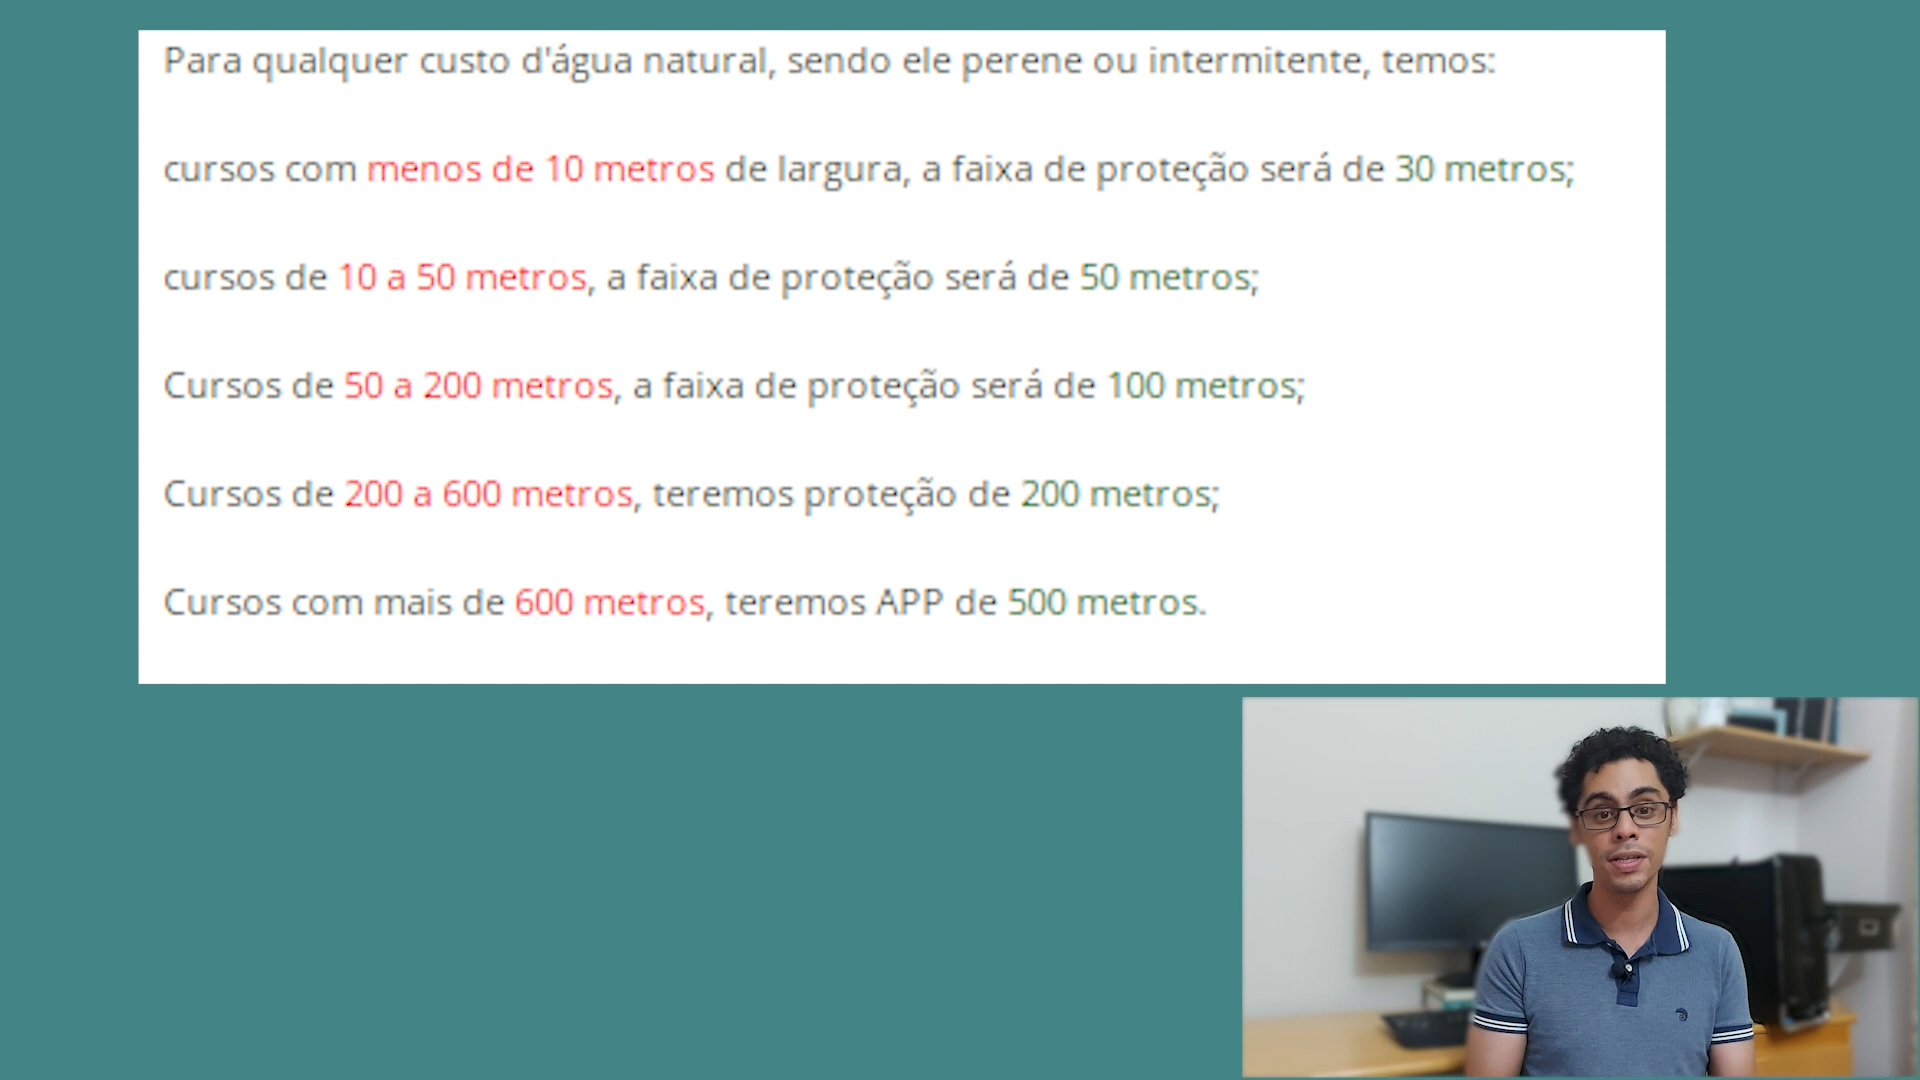 Para qualquer custo d'água natural, sendo ele perene ou intermitente, temos:
cursos com menos de 10 metros de largura, a faixa de proteção será de 30 metros;
cursos de 10 a 50 metros, a faixa de proteção será de 50 metros;
Cursos de 50 a 200 metros, a faixa de proteção será de 100 metros;
Cursos de 200 a 600 metros, teremos proteção de 200 metros;
Cursos com mais de 600 metros, teremos APP de 500 metros.